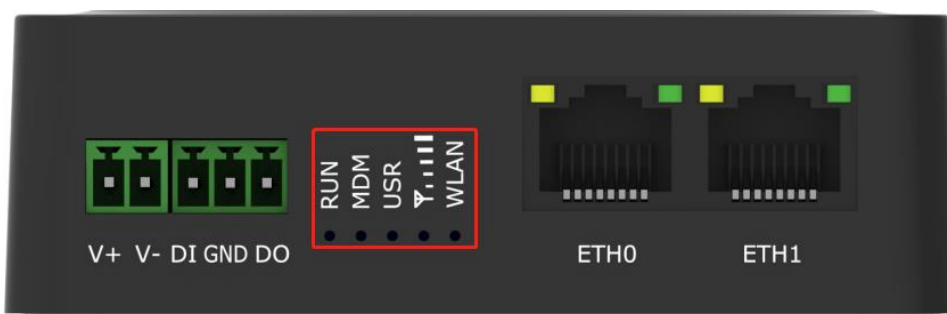 V+ V- DI GND DO
RUN
MDM
USR
WLAN
ETH0
ETH1